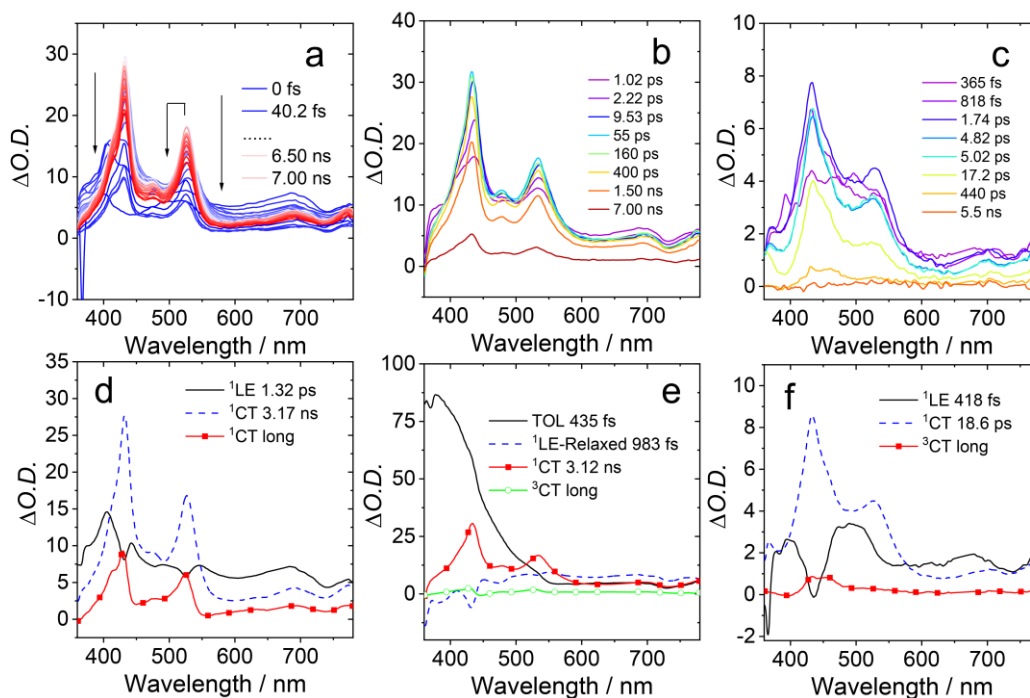 a
ΔO.D.
30
20
10
0
-10
0 fs
40.2 fs
......
6.50 ns
7.00 ns
400 500 600 700
Wavelength / nm
b
ΔO.D.
40
30
20
10
0
1.02 ps
2.22 ps
9.53 ps
55 ps
160 ps
400 ps
1.50 ns
7.00 ns
400 500 600 700
Wavelength / nm
c
ΔO.D.
10
8
6
4
2
0
365 fs
818 fs
1.74 ps
4.82 ps
5.02 ps
17.2 ps
440 ps
5.5 ns
400 500 600 700
Wavelength / nm
d
ΔO.D.
35
30
25
20
15
10
5
0
¹LE 1.32 ps
¹CT 3.17 ns
¹CT long
400 500 600 700
Wavelength / nm
e
ΔO.D.
100
75
50
25
0
TOL 435 fs
¹LE-Relaxed 983 fs
¹CT 3.12 ns
³CT long
400 500 600 700
Wavelength / nm
f
ΔO.D.
10
8
6
4
2
0
-2
¹LE 418 fs
¹CT 18.6 ps
³CT long
400 500 600 700
Wavelength / nm